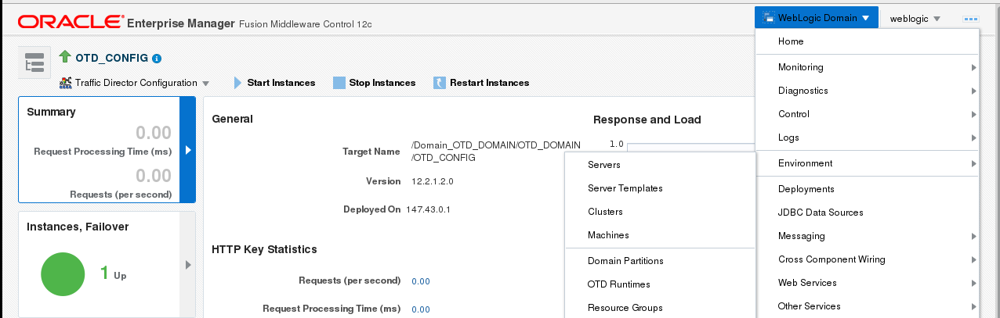 ORACLE Enterprise Manager Fusion Middleware Control 12c
WebLogic Domain
weblogic
OTD_CONFIG
Traffic Director Configuration
Start Instances
Stop Instances
Restart Instances
Summary
0.00
Request Processing Time (ms)
0.00
Requests (per second)
Instances, Failover
1 Up
General
Target Name /Domain_OTD_DOMAIN/OTD_DOMAIN
/OTD_CONFIG
Version 12.2.1.2.0
Deployed On 147.43.0.1
HTTP Key Statistics
Requests (per second) 0.00
Request Processing Time (ms) 0.00
Response and Load
1.0
Servers
Server Templates
Clusters
Machines
Domain Partitions
OTD Runtimes
Resource Groups
Home
Monitoring
Diagnostics
Control
Logs
Environment
Deployments
JDBC Data Sources
Messaging
Cross Component Wiring
Web Services
Other Services